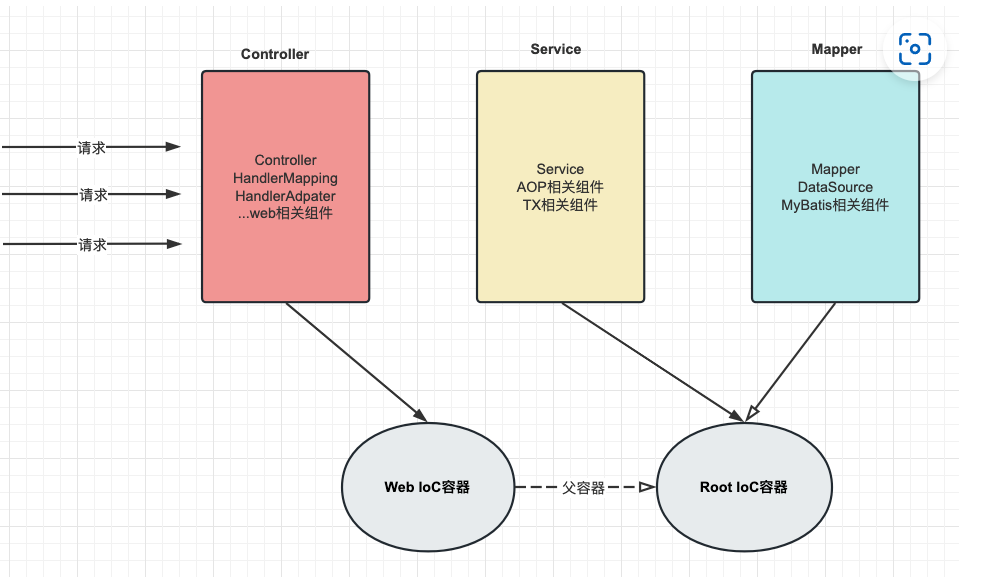 Controller
Service
Mapper
请求
请求
请求
Controller
HandlerMapping
HandlerAdpater
...web相关组件
Service
AOP相关组件
TX相关组件
Mapper
DataSource
MyBatis相关组件
Web IoC容器
父容器
Root IoC容器